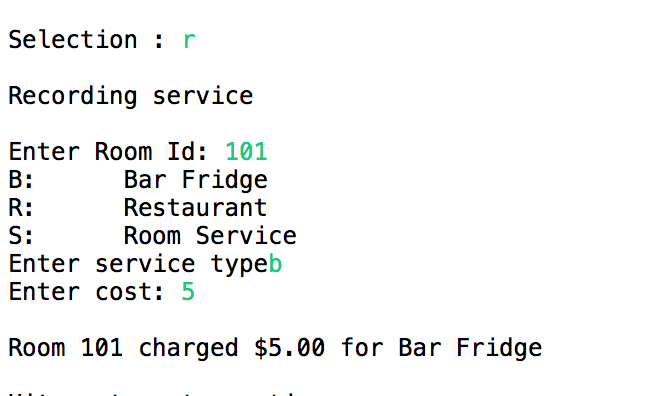 Selection : r
Recording service
Enter Room Id: 101
B:      Bar Fridge
R:      Restaurant
S:      Room Service
Enter service typeb
Enter cost: 5
Room 101 charged $5.00 for Bar Fridge